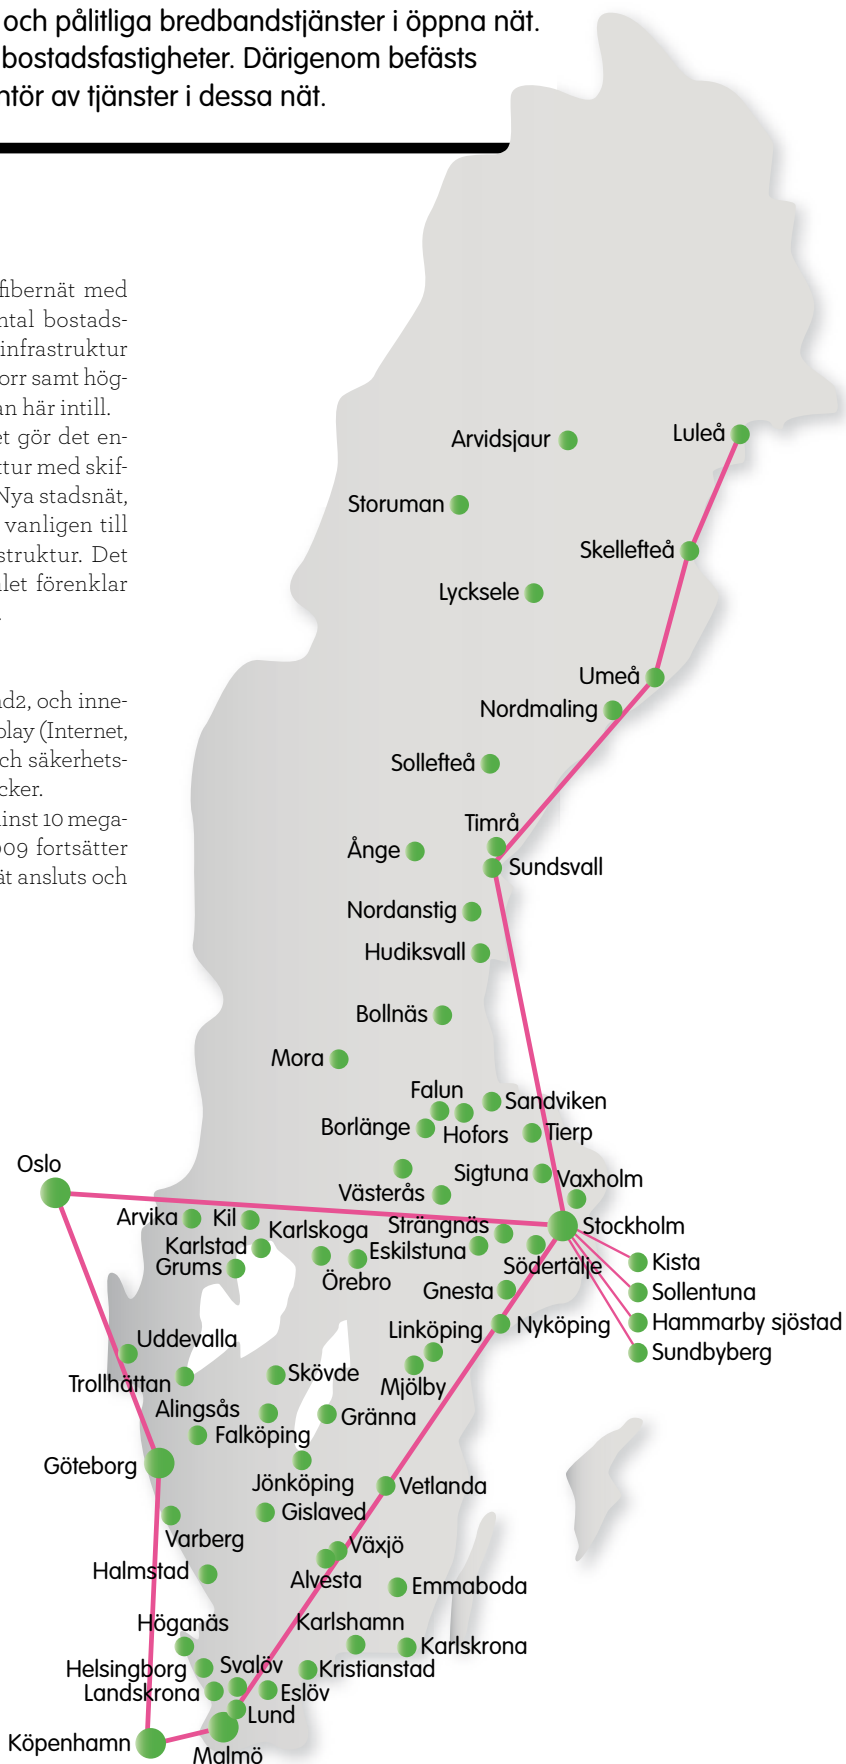 och pålitliga bredbandstjänster i öppna nät.
bostadsfastigheter. Därigenom befästs
ntör av tjänster i dessa nät.
fibernät med
ntal bostads-
infrastruktur
orr samt hög-
an här intill.
et gör det en-
ktur med skif-
Nya stadsnät,
vanligen till
struktur. Det
let förenklar
nd2, och inne-
play (Internet,
och säkerhets-
cker.
inst 10 mega-
009 fortsätter
ät ansluts och
Arvidsjaur
Luleå
Storuman
Skellefteå
Lycksele
Umeå
Nordmaling
Sollefteå
Timrå
Ånge
Sundsvall
Nordanstig
Hudiksvall
Bollnäs
Mora
Falun
Sandviken
Borlänge
Hofors
Tierp
Oslo
Sigtuna
Vaxholm
Västerås
Arvika
Kil
Karlskoga
Strängnäs
Stockholm
Karlstad
Eskilstuna
Södertälje
Kista
Grums
Örebro
Gnesta
Sollentuna
Linköping
Nyköping
Hammarby sjöstad
Uddevalla
Sundbyberg
Trollhättan
Skövde
Mjölby
Alingsås
Gränna
Falköping
Göteborg
Jönköping
Vetlanda
Gislaved
Varberg
Växjö
Halmstad
Alvesta
Emmaboda
Höganäs
Karlshamn
Karlskrona
Helsingborg
Svalöv
Kristianstad
Landskrona
Eslöv
Lund
Köpenhamn
Malmö